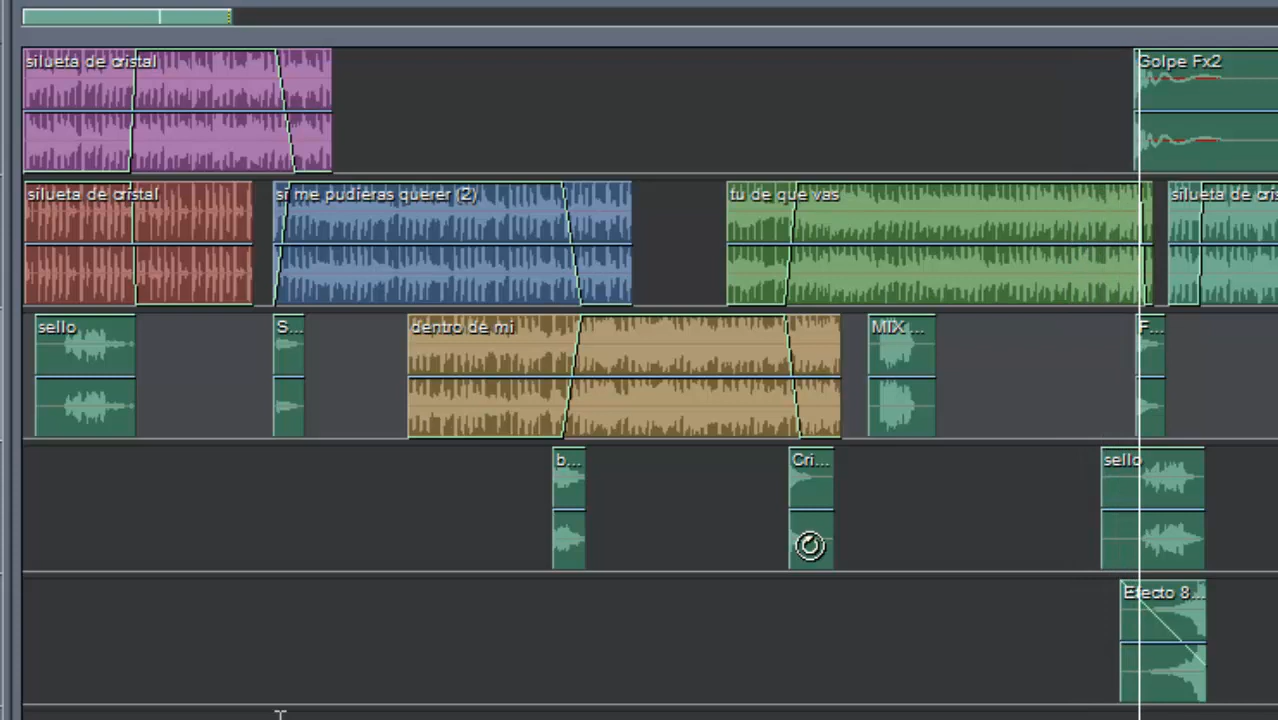 silueta de cristal
Golpe Fx2
silueta de cristal
si me pudieras querer (2)
tu de que vas
silueta de cris
sello
S...
dentro de mi
MIX ...
F...
b...
Cri...
sello
Efecto 8...